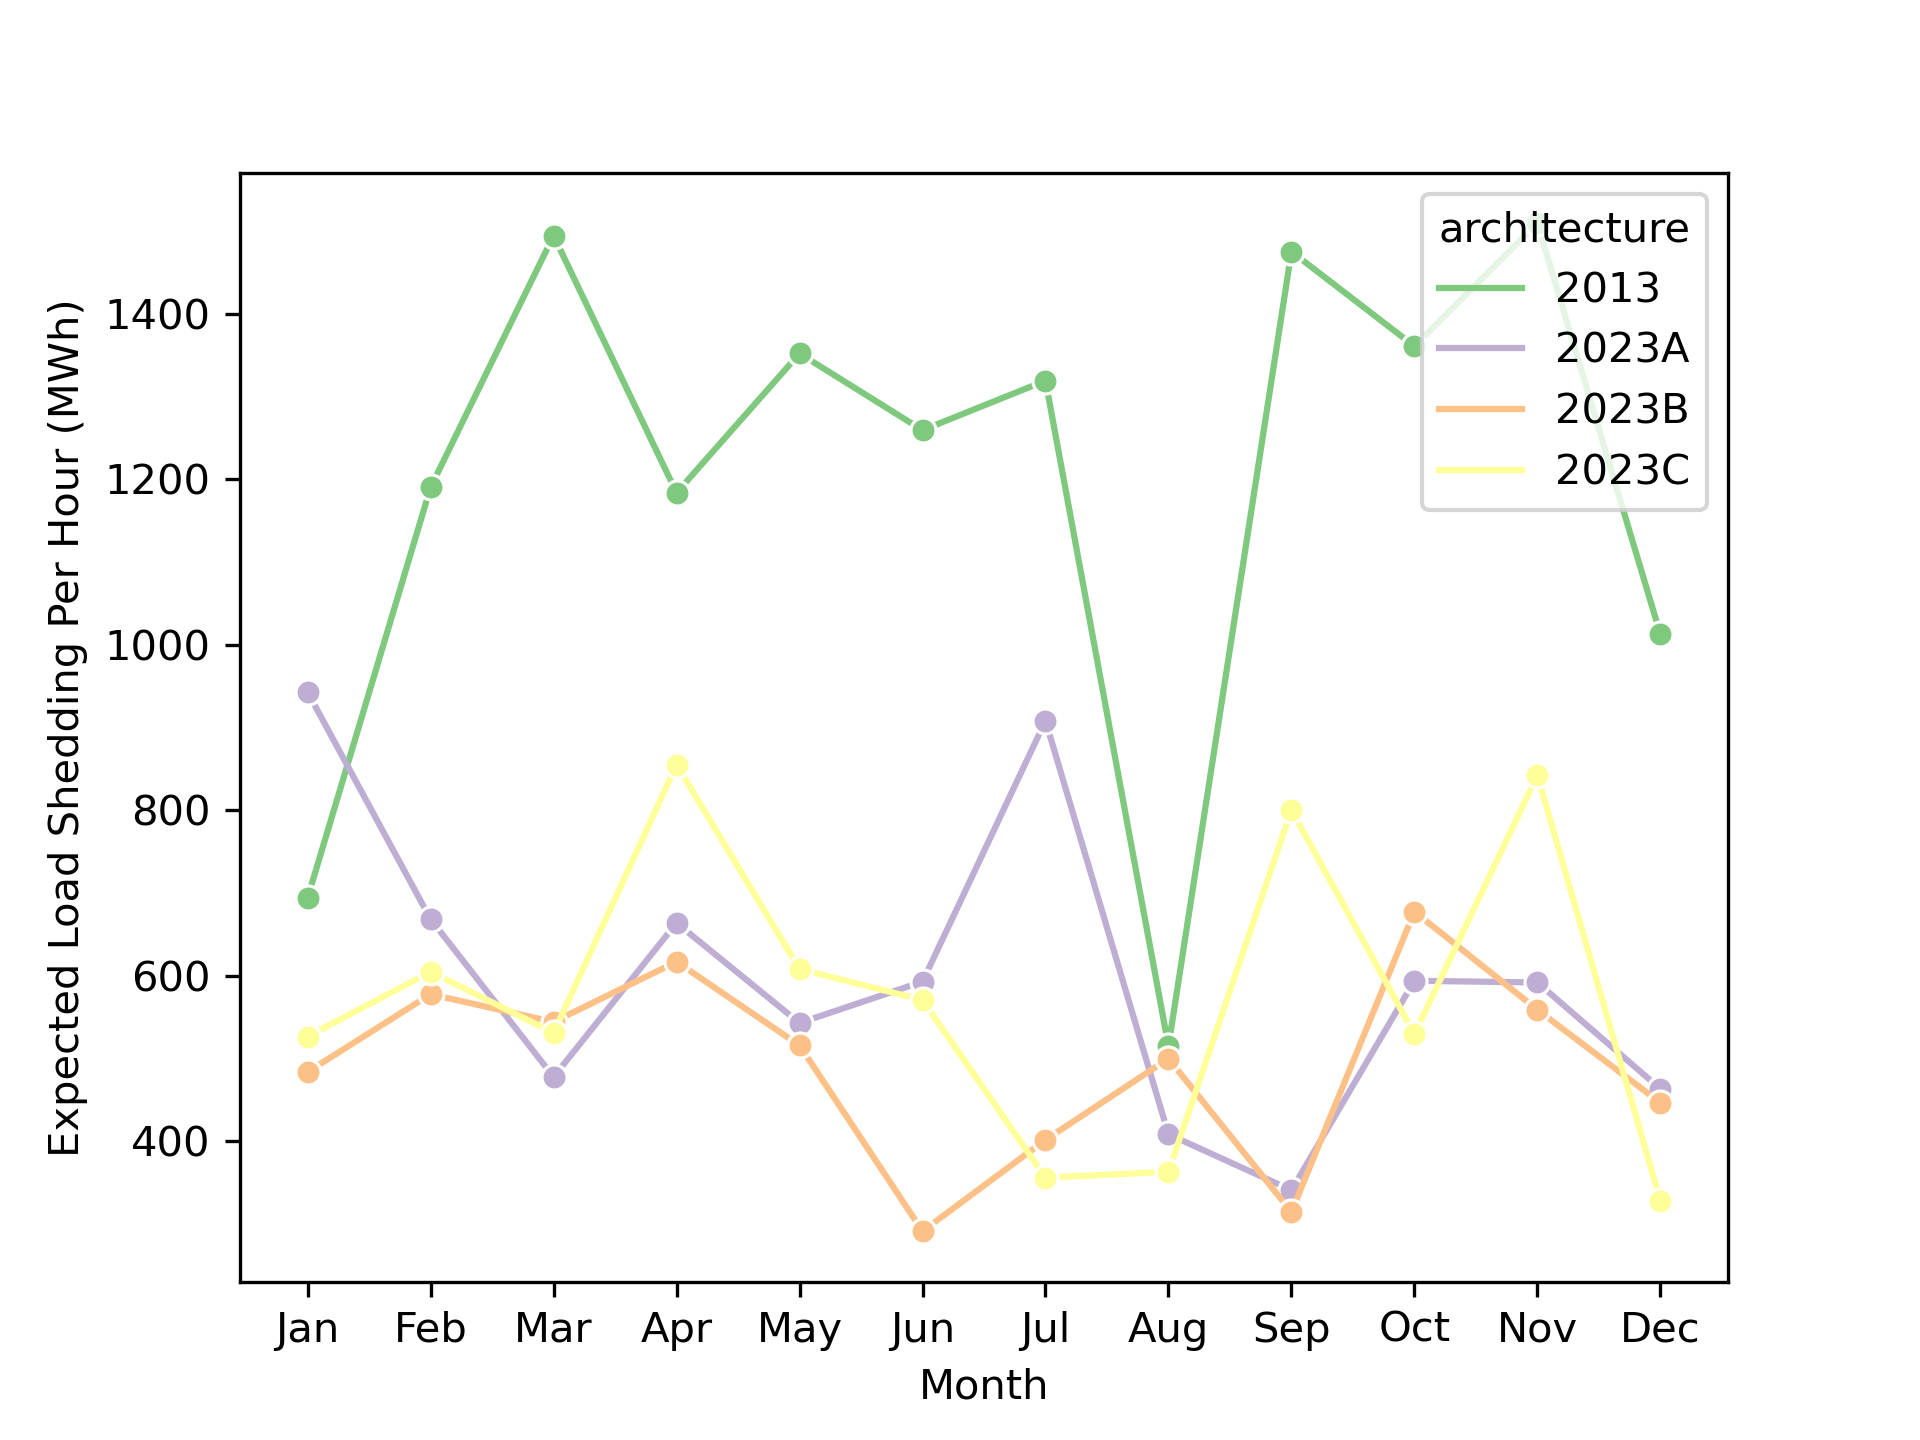 architecture
2013
2023A
2023B
2023C
Expected Load Shedding Per Hour (MWh)
1400
1200
1000
800
600
400
Jan Feb Mar Apr May Jun Jul Aug Sep Oct Nov Dec
Month